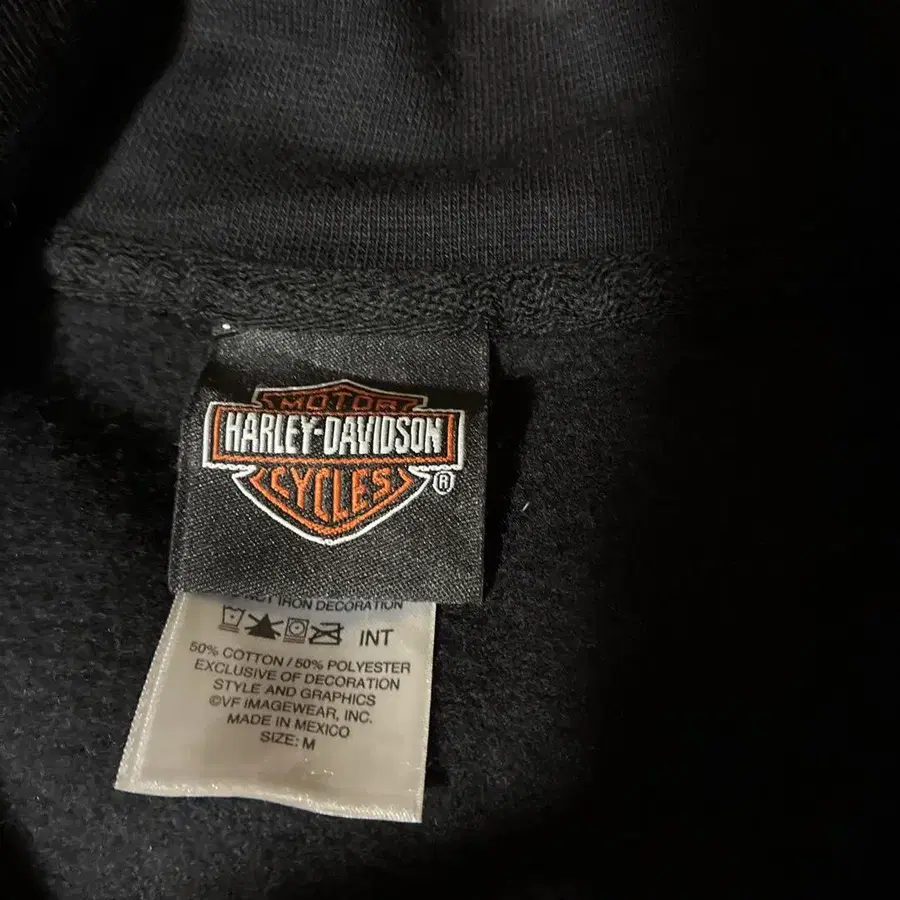 MOTOR
HARLEY-DAVIDSON
CYCLES
®
IRON DECORATION
INT
50% COTTON / 50% POLYESTER
EXCLUSIVE OF DECORATION
STYLE AND GRAPHICS
©VF IMAGEWEAR, INC.
MADE IN MEXICO
SIZE: M